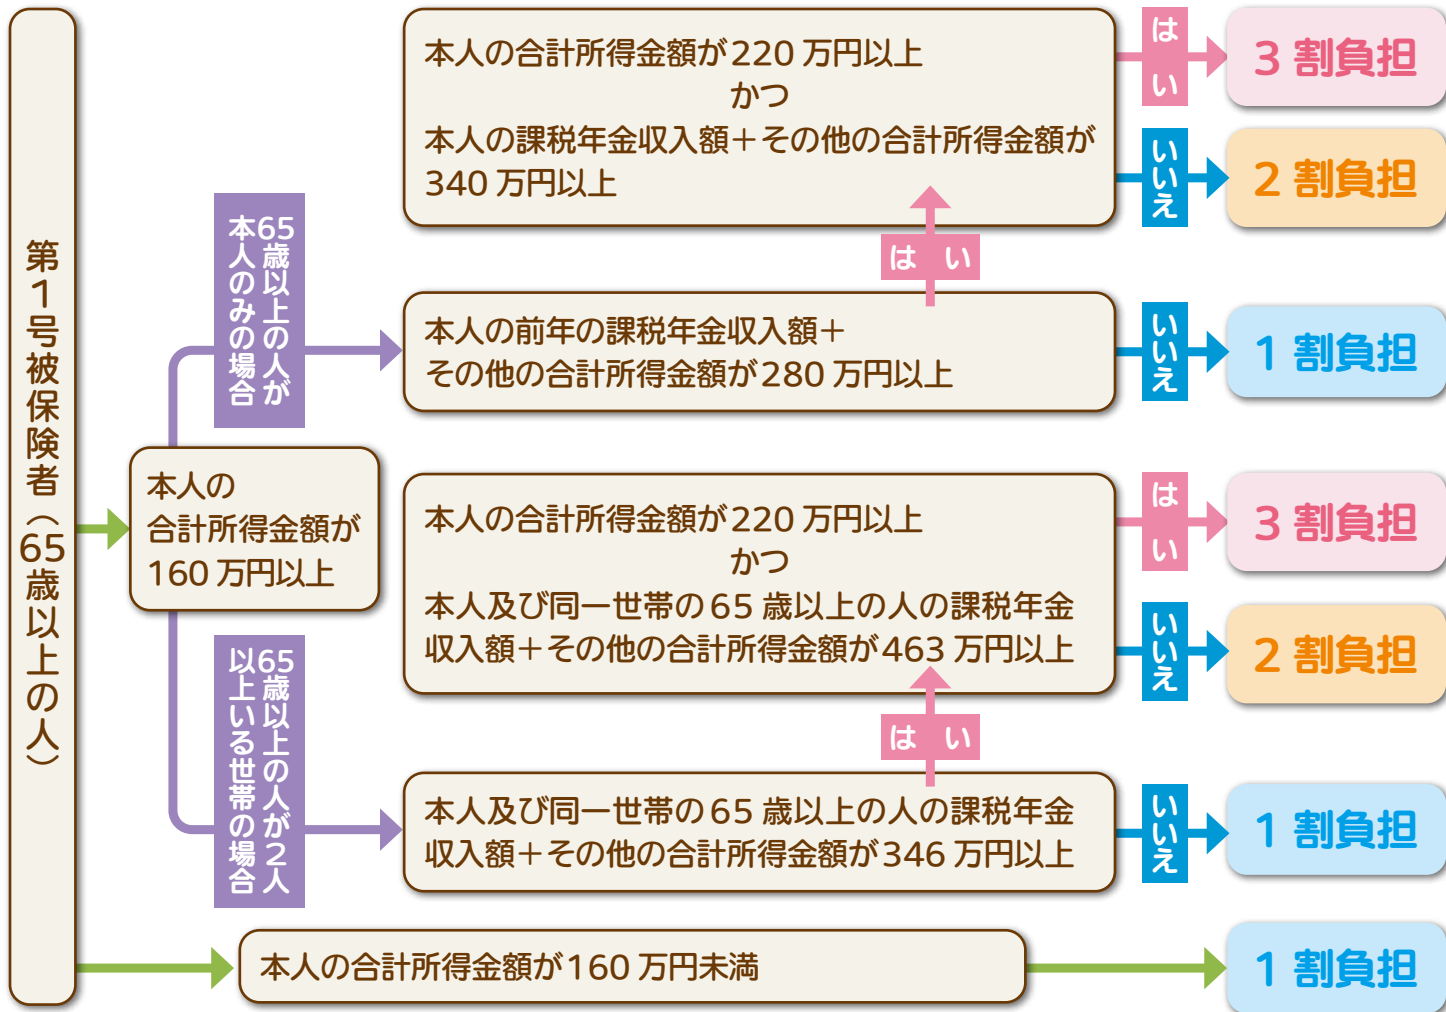 第1号被保険者（65歳以上の人）
本人の
合計所得金額が
160 万円以上
65歳以上の人が
本人のみの場合
本人の前年の課税年金収入額＋
その他の合計所得金額が280 万円以上
はい
本人の合計所得金額が220 万円以上
かつ
本人の課税年金収入額＋その他の合計所得金額が
340 万円以上
はい
3 割負担
いいえ
2 割負担
いいえ
1 割負担
65歳以上の人が2人
以上いる世帯の場合
本人及び同一世帯の65 歳以上の人の課税年金
収入額＋その他の合計所得金額が346 万円以上
はい
本人の合計所得金額が220 万円以上
かつ
本人及び同一世帯の65 歳以上の人の課税年金
収入額＋その他の合計所得金額が463 万円以上
はい
3 割負担
いいえ
2 割負担
いいえ
1 割負担
本人の合計所得金額が160 万円未満
1 割負担